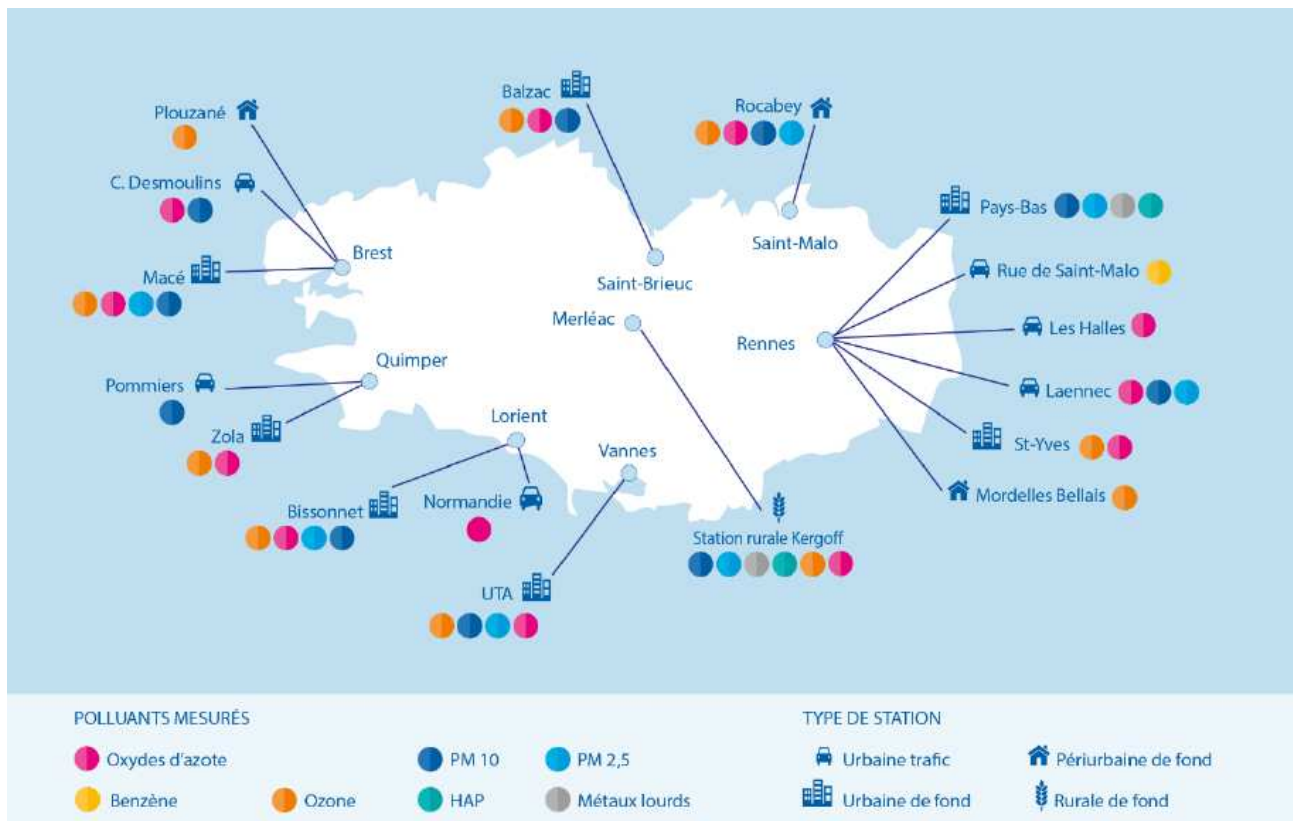 Balzac
Rocabey
Plouzané
C. Desmoulins
Pays-Bas
Saint-Malo
Brest
Rue de Saint-Malo
Macé
Saint-Brieuc
Merléac
Les Halles
Rennes
Quimper
Pommiers
Laennec
Lorient
Zola
St-Yves
Vannes
Mordelles Bellais
Normandie
Bissonnet
Station rurale Kergoff
UTA
POLLUANTS MESURÉS
Oxydes d'azote
PM 10
PM 2,5
Benzène
Ozone
HAP
Métaux lourds
TYPE DE STATION
Urbaine trafic
Périurbaine de fond
Urbaine de fond
Rurale de fond